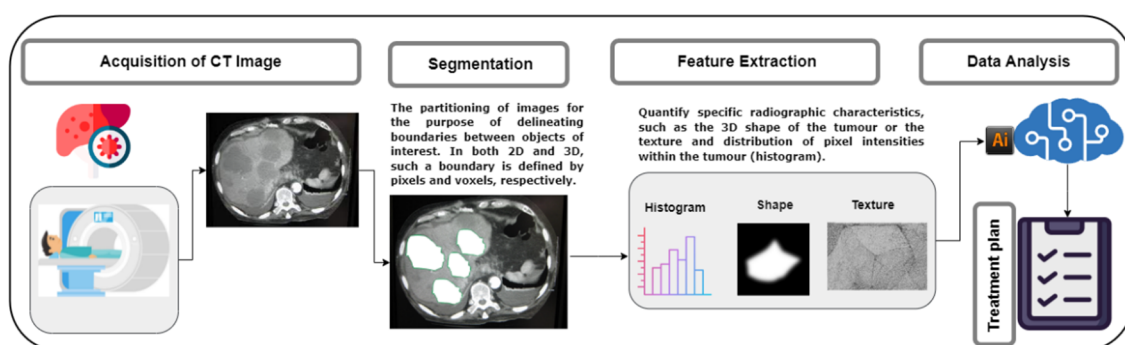 Acquisition of CT Image
Segmentation
Feature Extraction
Data Analysis
The partitioning of images for
the purpose of delineating
boundaries between objects of
interest. In both 2D and 3D,
such a boundary is defined by
pixels and voxels, respectively.
Quantify specific radiographic characteristics,
such as the 3D shape of the tumour or the
texture and distribution of pixel intensities
within the tumour (histogram).
Histogram
Shape
Texture
Ai
Treatment plan